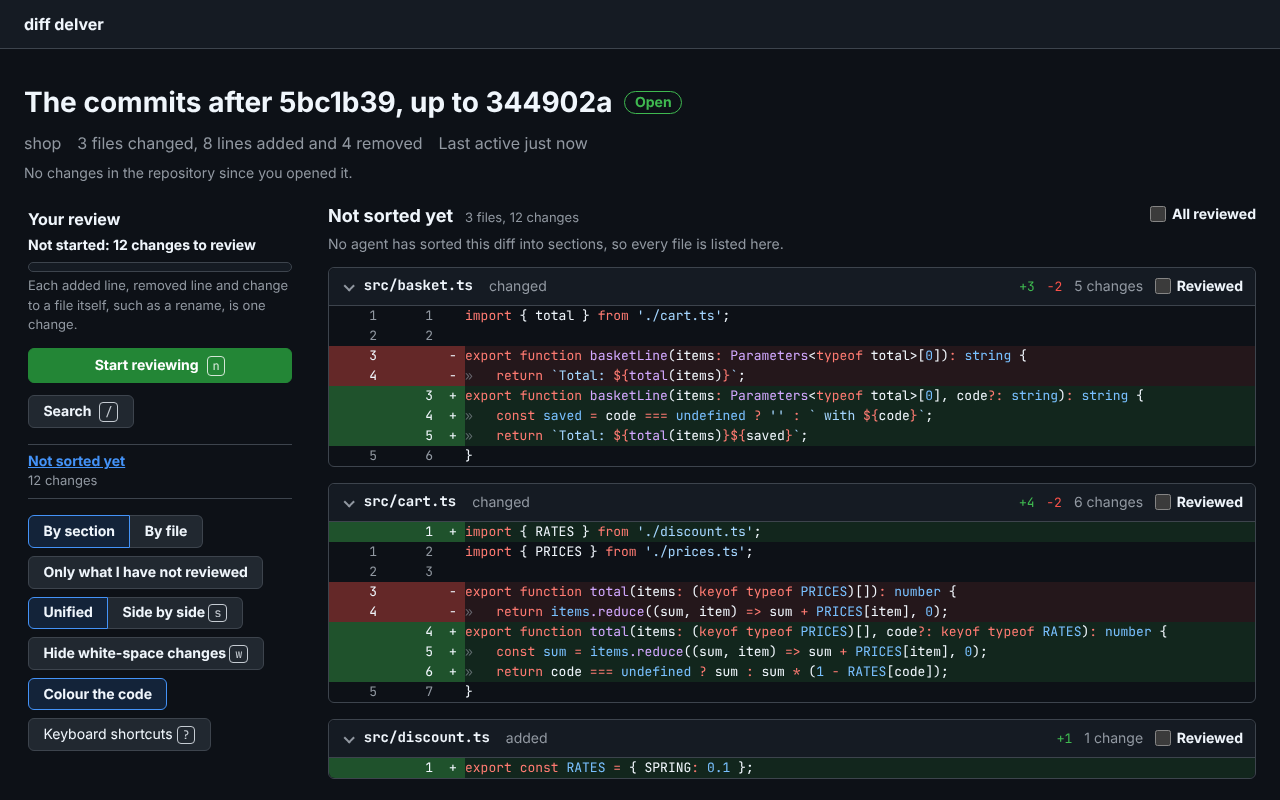 diff delver
The commits after 5bc1b39, up to 344902a Open
shop 3 files changed, 8 lines added and 4 removed Last active just now
No changes in the repository since you opened it.
Your review
Not started: 12 changes to review
Each added line, removed line and change
to a file itself, such as a rename, is one
change.
Start reviewing n
Search /
Not sorted yet
12 changes
By section By file
Only what I have not reviewed
Unified Side by side s
Hide white-space changes w
Colour the code
Keyboard shortcuts ?
Not sorted yet 3 files, 12 changes All reviewed
No agent has sorted this diff into sections, so every file is listed here.
src/basket.ts changed +3 -2 5 changes Reviewed
1 1 import { total } from './cart.ts';
2 2
3 - export function basketLine(items: Parameters<typeof total>[0]): string {
4 - » return `Total: ${total(items)}`;
3 + export function basketLine(items: Parameters<typeof total>[0], code?: string): string {
4 + » const saved = code === undefined ? '' : ` with ${code}`;
5 + » return `Total: ${total(items)}${saved}`;
5 6 }
src/cart.ts changed +4 -2 6 changes Reviewed
1 + import { RATES } from './discount.ts';
1 2 import { PRICES } from './prices.ts';
2 3
3 - export function total(items: (keyof typeof PRICES)[]): number {
4 - » return items.reduce((sum, item) => sum + PRICES[item], 0);
4 + export function total(items: (keyof typeof PRICES)[], code?: keyof typeof RATES): number {
5 + » const sum = items.reduce((sum, item) => sum + PRICES[item], 0);
6 + » return code === undefined ? sum : sum * (1 - RATES[code]);
5 7 }
src/discount.ts added +1 1 change Reviewed
1 + export const RATES = { SPRING: 0.1 };